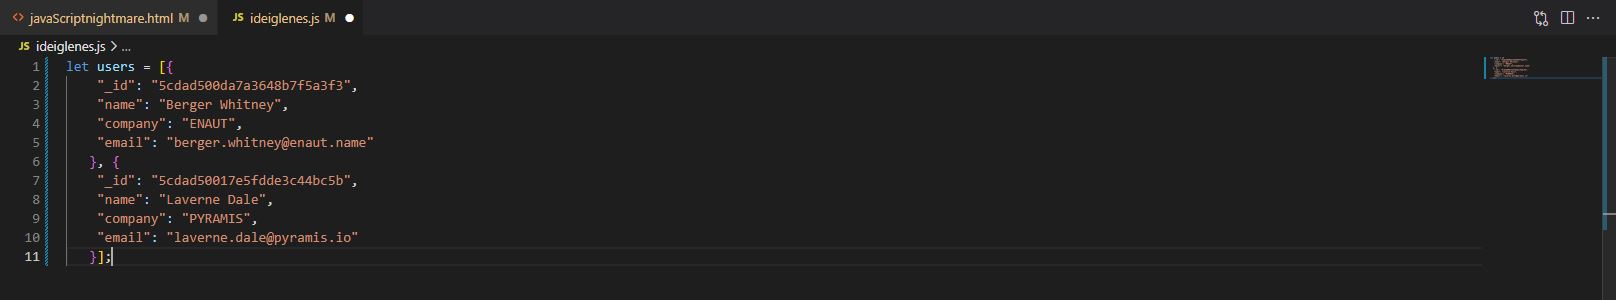 javaScriptnightmare.html M
JS ideiglenes.js M
JS ideiglenes.js > ...
1 let users = [{
2 "_id": "5cdad500da7a3648b7f5a3f3",
3 "name": "Berger Whitney",
4 "company": "ENAUT",
5 "email": "berger.whitney@enaut.name"
6 }, {
7 "_id": "5cdad50017e5fdde3c44bc5b",
8 "name": "Laverne Dale",
9 "company": "PYRAMIS",
10 "email": "laverne.dale@pyramis.io"
11 }];